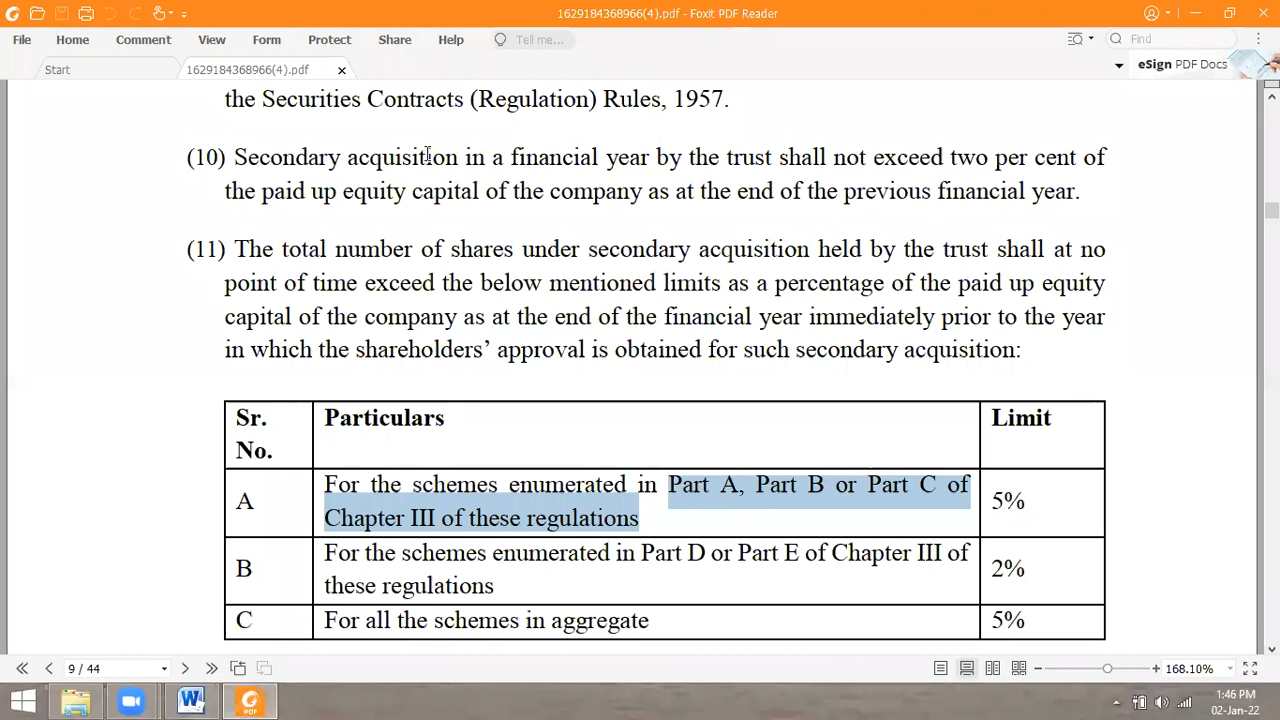 1629184368966(4).pdf - Foxit PDF Reader
File Home Comment View Form Protect Share Help Tell me... Find
Start 1629184368966(4).pdf eSign PDF Docs
the Securities Contracts (Regulation) Rules, 1957.
(10) Secondary acquisition in a financial year by the trust shall not exceed two per cent of
the paid up equity capital of the company as at the end of the previous financial year.
(11) The total number of shares under secondary acquisition held by the trust shall at no
point of time exceed the below mentioned limits as a percentage of the paid up equity
capital of the company as at the end of the financial year immediately prior to the year
in which the shareholders’ approval is obtained for such secondary acquisition:
Sr. Particulars Limit
No.
For the schemes enumerated in Part A, Part B or Part C of
A 5%
Chapter III of these regulations
For the schemes enumerated in Part D or Part E of Chapter III of
B 2%
these regulations
C For all the schemes in aggregate 5%
9 / 44 168.10%
1:46 PM
02-Jan-22